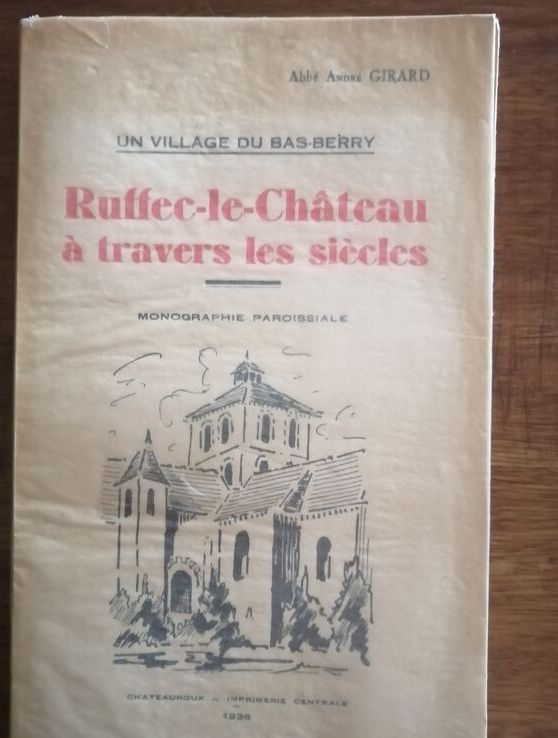 Abbé André GIRARD
UN VILLAGE DU BAS-BERRY
Ruffec-le-Château
à travers les siècles
MONOGRAPHIE PAROISSIALE
CHATEAUROUX — IMPRIMERIE CENTRALE
1936